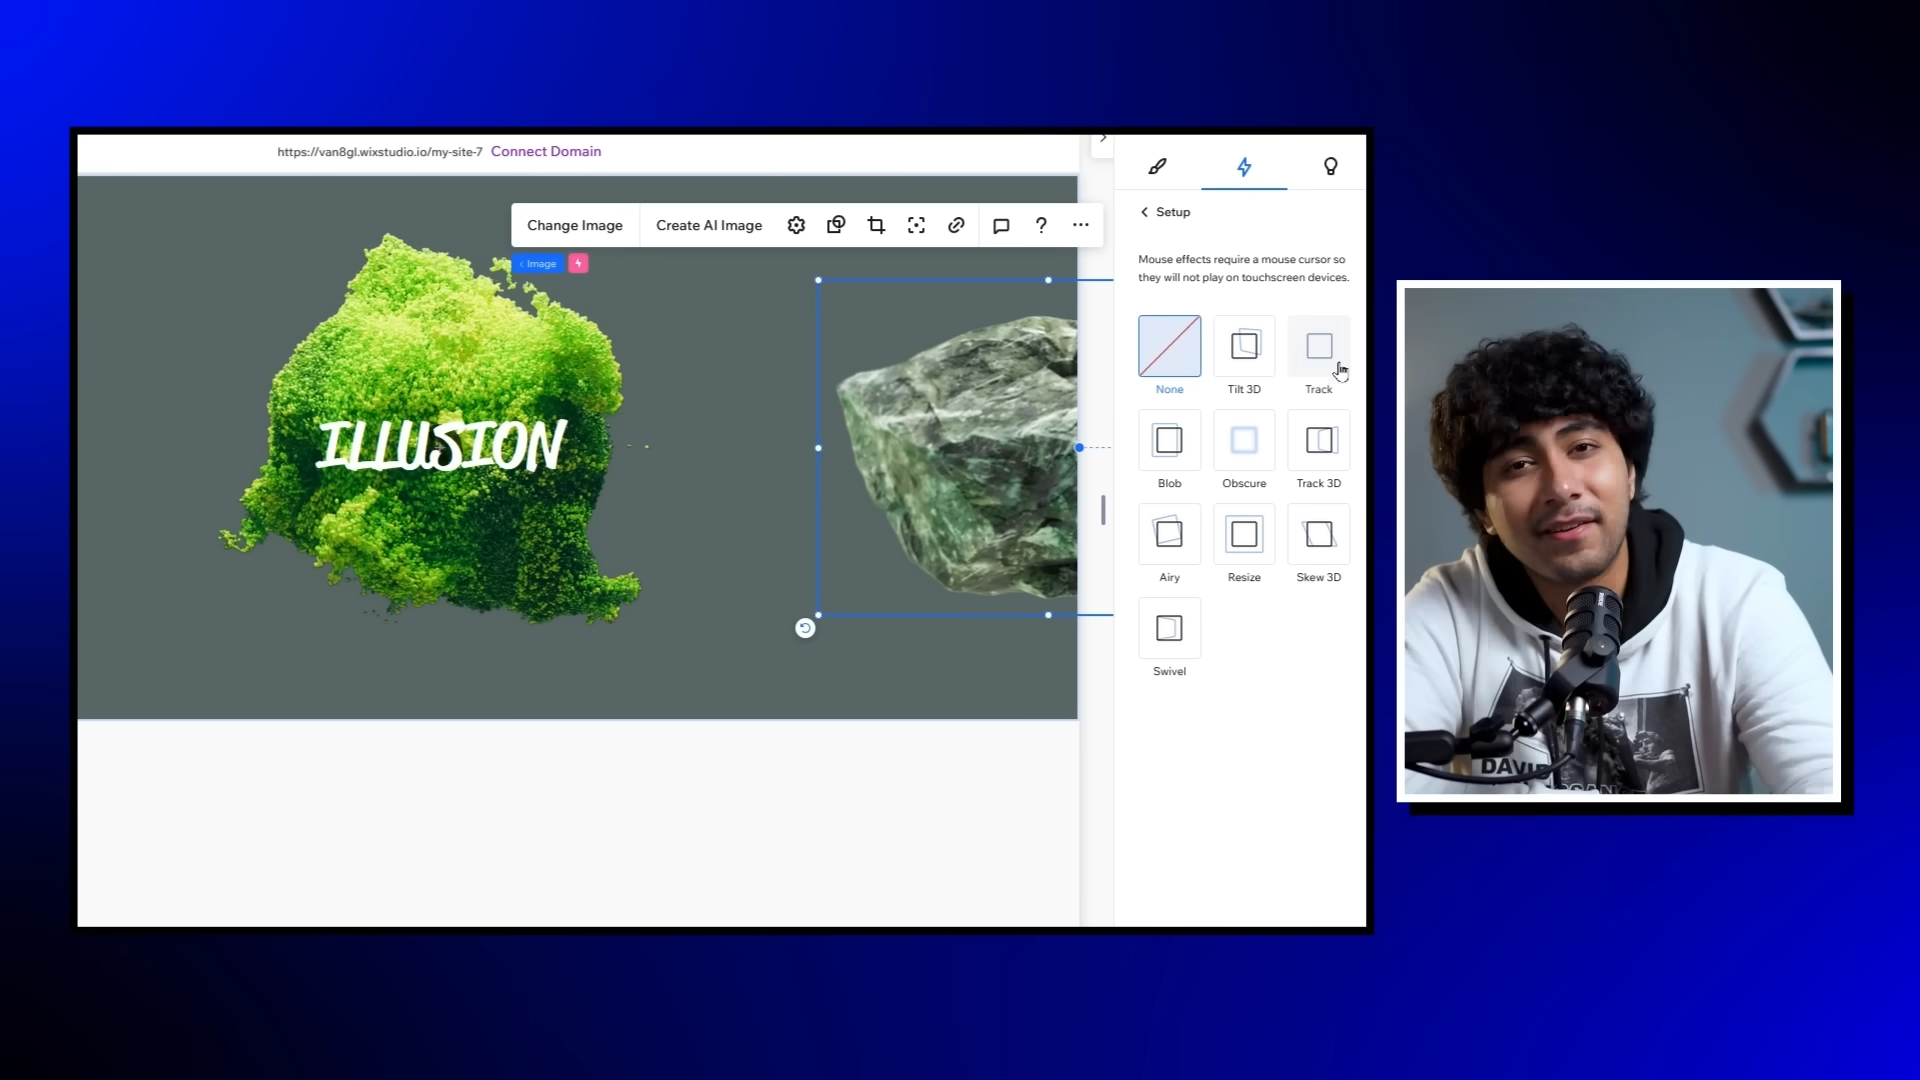 https://van8gl.wixstudio.io/my-site-7 Connect Domain
Setup
Change Image
Create AI Image
Image
Mouse effects require a mouse cursor so
they will not play on touchscreen devices.
None
Tilt 3D
Track
Blob
Obscure
Track 3D
Airy
Resize
Skew 3D
Swivel
ILLUSION
DAVID